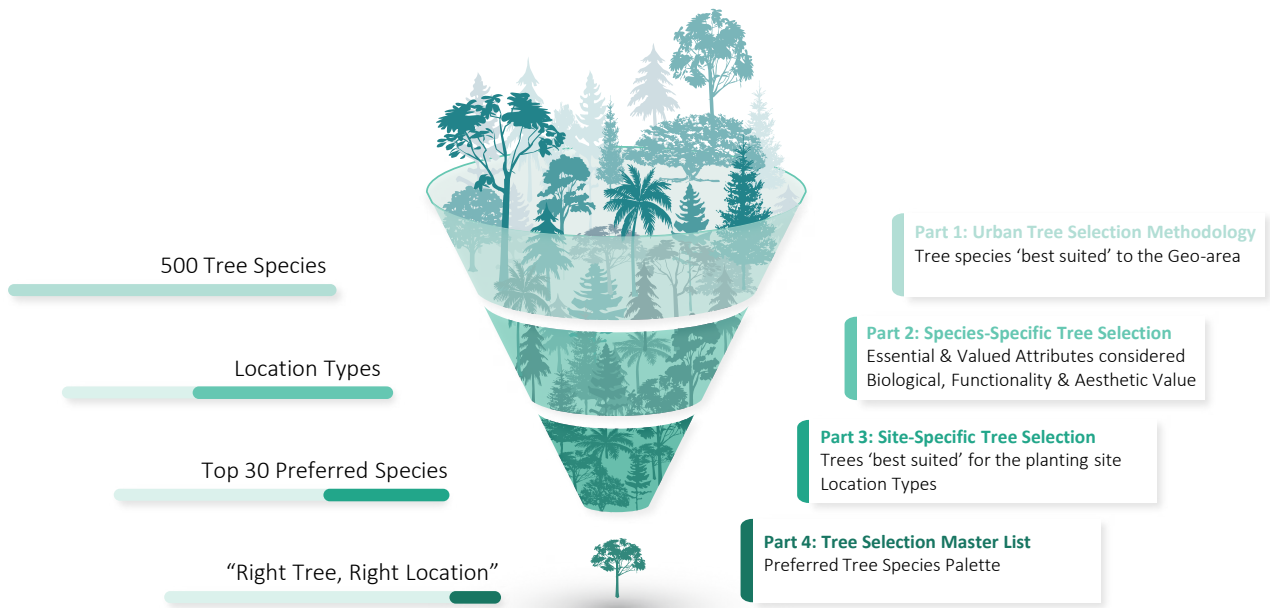 500 Tree Species
Location Types
Top 30 Preferred Species
“Right Tree, Right Location”
Part 1: Urban Tree Selection Methodology
Tree species ‘best suited’ to the Geo-area
Part 2: Species-Specific Tree Selection
Essential & Valued Attributes considered
Biological, Functionality & Aesthetic Value
Part 3: Site-Specific Tree Selection
Trees ‘best suited’ for the planting site
Location Types
Part 4: Tree Selection Master List
Preferred Tree Species Palette